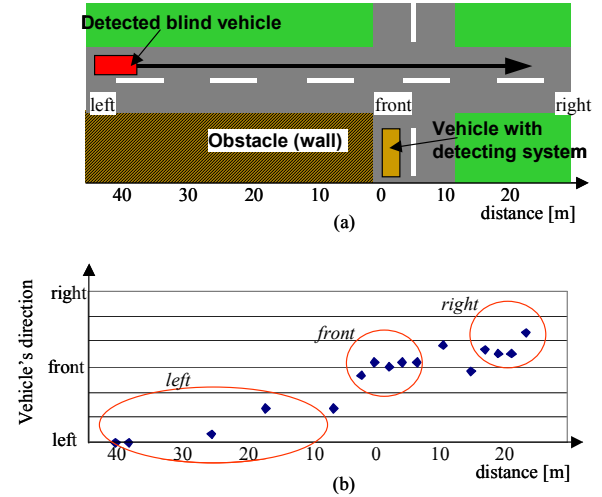 Detected blind vehicle
left front right
Obstacle (wall)
Vehicle with
detecting system
40 30 20 10 0 10 20
distance [m]
(a)
Vehicle's direction
right
front
left
left
front
right
40 30 20 10 0 10 20
distance [m]
(b)